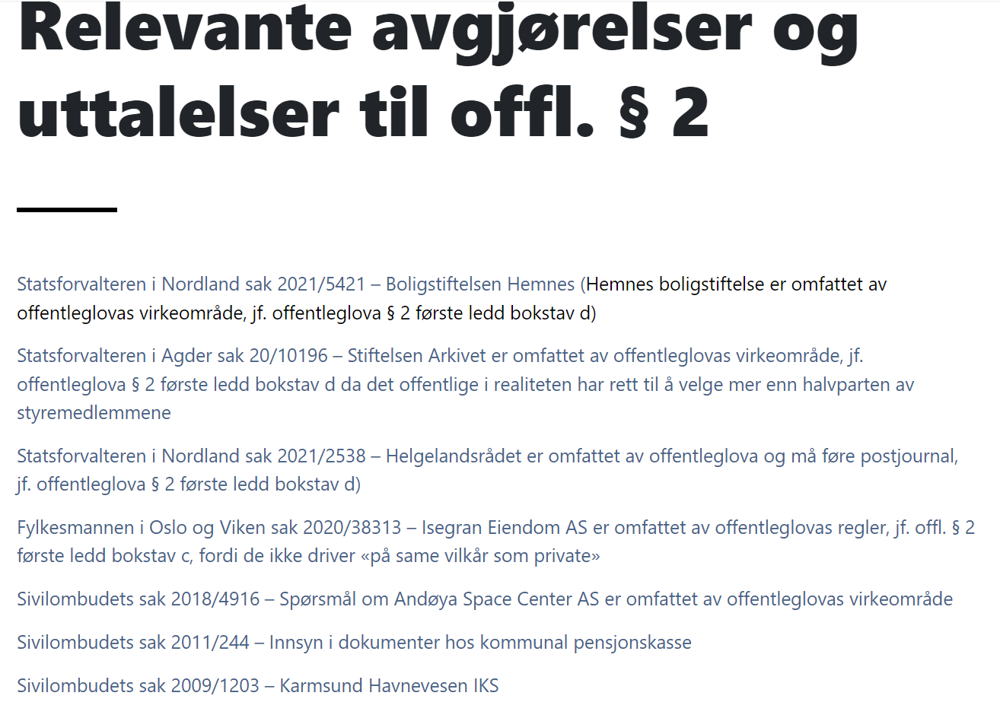 Relevante avgjørelser og
uttalelser til offl. § 2
Statsforvalteren i Nordland sak 2021/5421 – Boligstiftelsen Hemnes (Hemnes boligstiftelse er omfattet av
offentleglovas virkeområde, jf. offentleglova § 2 første ledd bokstav d)
Statsforvalteren i Agder sak 20/10196 – Stiftelsen Arkivet er omfattet av offentleglovas virkeområde, jf.
offentleglova § 2 første ledd bokstav d da det offentlige i realiteten har rett til å velge mer enn halvparten av
styremedlemmene
Statsforvalteren i Nordland sak 2021/2538 – Helgelandsrådet er omfattet av offentleglova og må føre postjournal,
jf. offentleglova § 2 første ledd bokstav d)
Fylkesmannen i Oslo og Viken sak 2020/38313 – Isegran Eiendom AS er omfattet av offentleglovas regler, jf. offl. § 2
første ledd bokstav c, fordi de ikke driver «på same vilkår som private»
Sivilombudets sak 2018/4916 – Spørsmål om Andøya Space Center AS er omfattet av offentleglovas virkeområde
Sivilombudets sak 2011/244 – Innsyn i dokumenter hos kommunal pensjonskasse
Sivilombudets sak 2009/1203 – Karmsund Havnevesen IKS